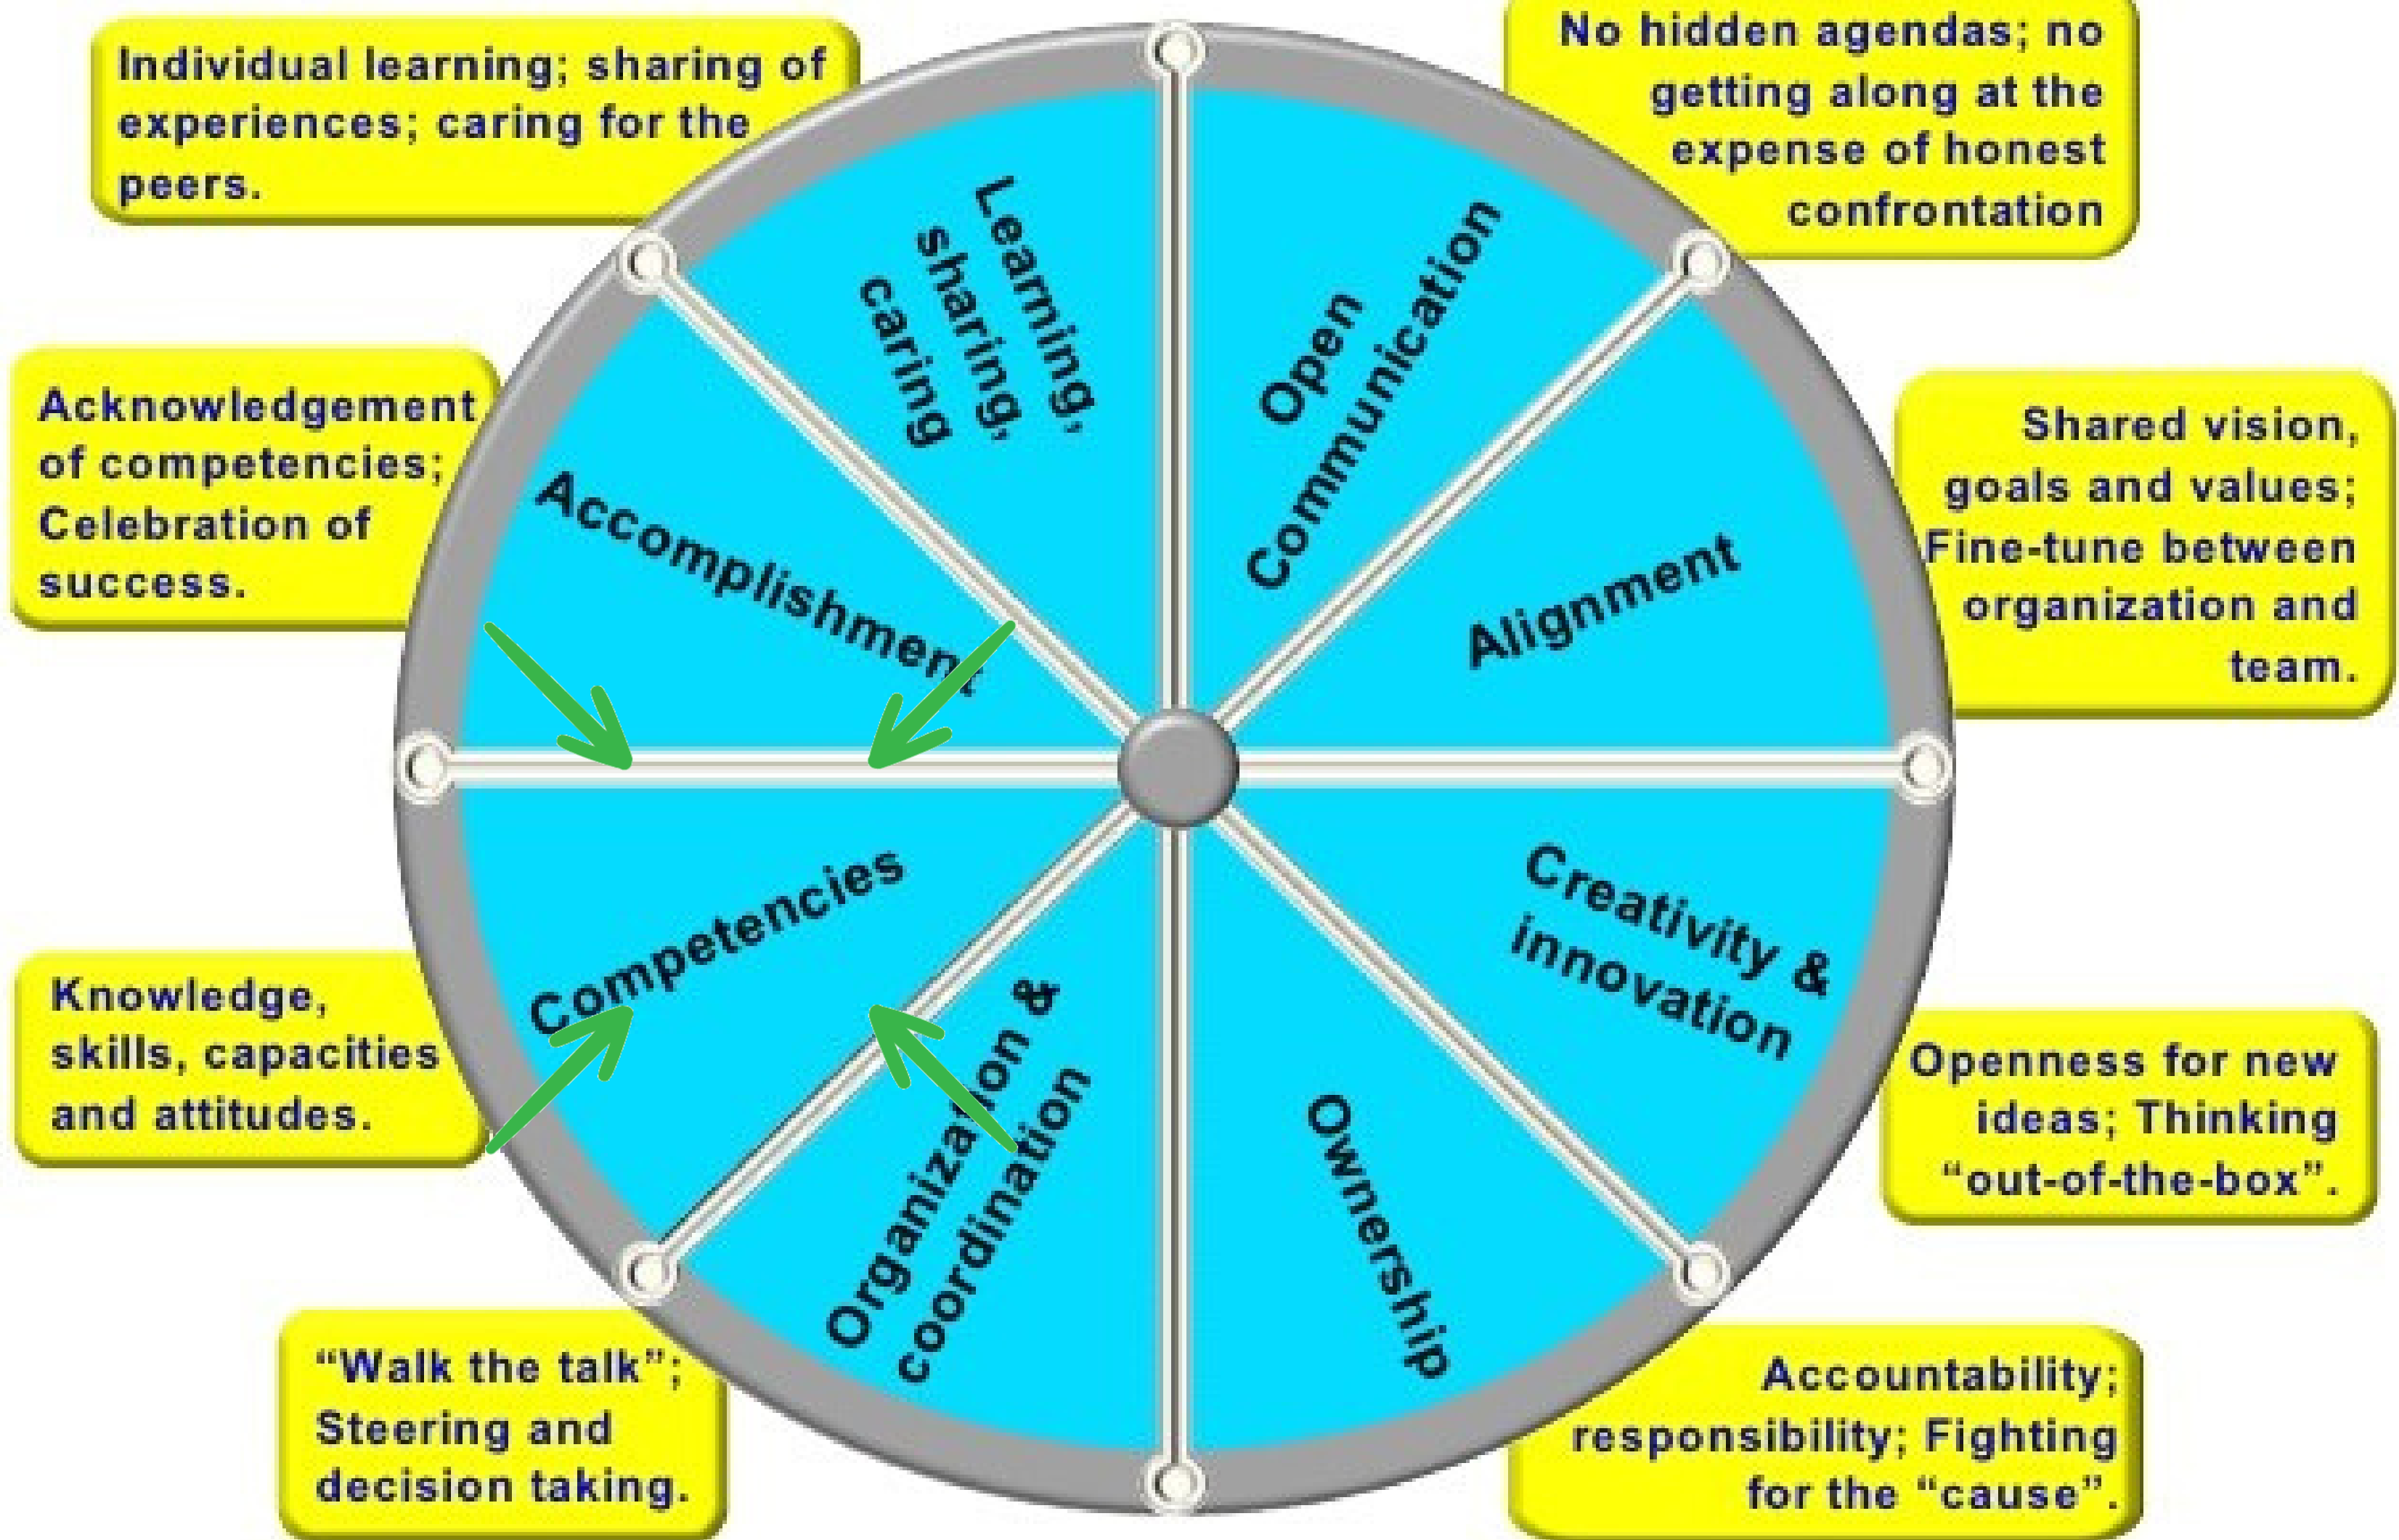 Individual learning; sharing of
experiences; caring for the
peers.
No hidden agendas; no
getting along at the
expense of honest
confrontation
Learning,
sharing,
caring
Open
Communication
Acknowledgement
of competencies;
Celebration of
success.
Accomplishment
Alignment
Shared vision,
goals and values;
Fine-tune between
organization and
team.
Competencies
Creativity &
innovation
Knowledge,
skills, capacities
and attitudes.
Organization &
coordination
Ownership
Openness for new
ideas; Thinking
“out-of-the-box”.
“Walk the talk”;
Steering and
decision taking.
Accountability;
responsibility; Fighting
for the “cause”.